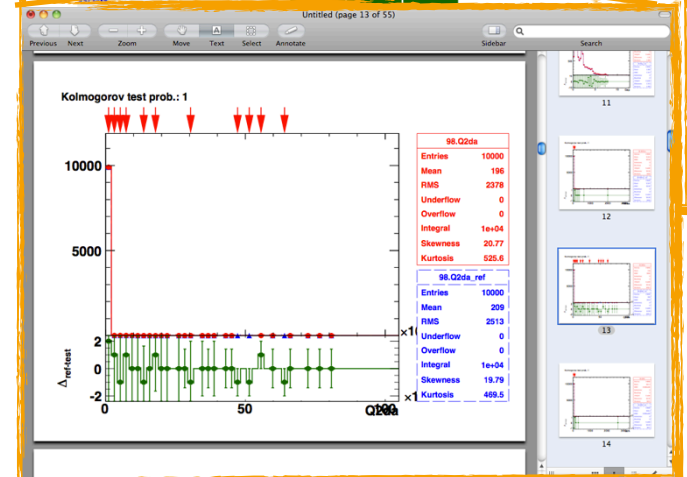 Untitled (page 13 of 55)
Previous Next Zoom Move Text Select Annotate Sidebar Search
Kolmogorov test prob.: 1
98.Q2da
Entries 10000
Mean 196
RMS 2378
Underflow 0
Overflow 0
Integral 1e+04
Skewness 20.77
Kurtosis 525.6
98.Q2da_ref
Entries 10000
Mean 209
RMS 2513
Underflow 0
Overflow 0
Integral 1e+04
Skewness 19.79
Kurtosis 469.5
10000
5000
×1
2
0
-2
Δref-test
×1
0 50
Q2da
11
12
13
14